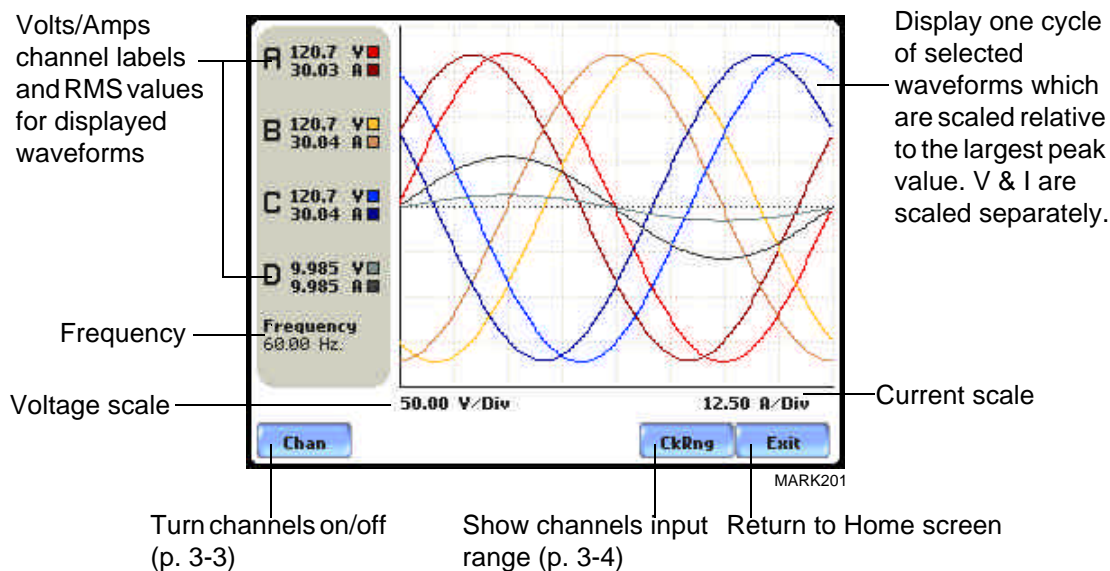 Volts/Amps
channel labels
and RMS values
for displayed
waveforms
A 120.7 V
30.03 A
B 120.7 V
30.04 A
C 120.7 V
30.04 A
D 9.985 V
9.985 A
Frequency
60.00 Hz.
Frequency
Display one cycle
of selected
waveforms which
are scaled relative
to the largest peak
value. V & I are
scaled separately.
Voltage scale
50.00 V/Div
12.50 A/Div
Current scale
Chan
CkRng
Exit
MARK201
Turn channels on/off
(p. 3-3)
Show channels input
range (p. 3-4)
Return to Home screen